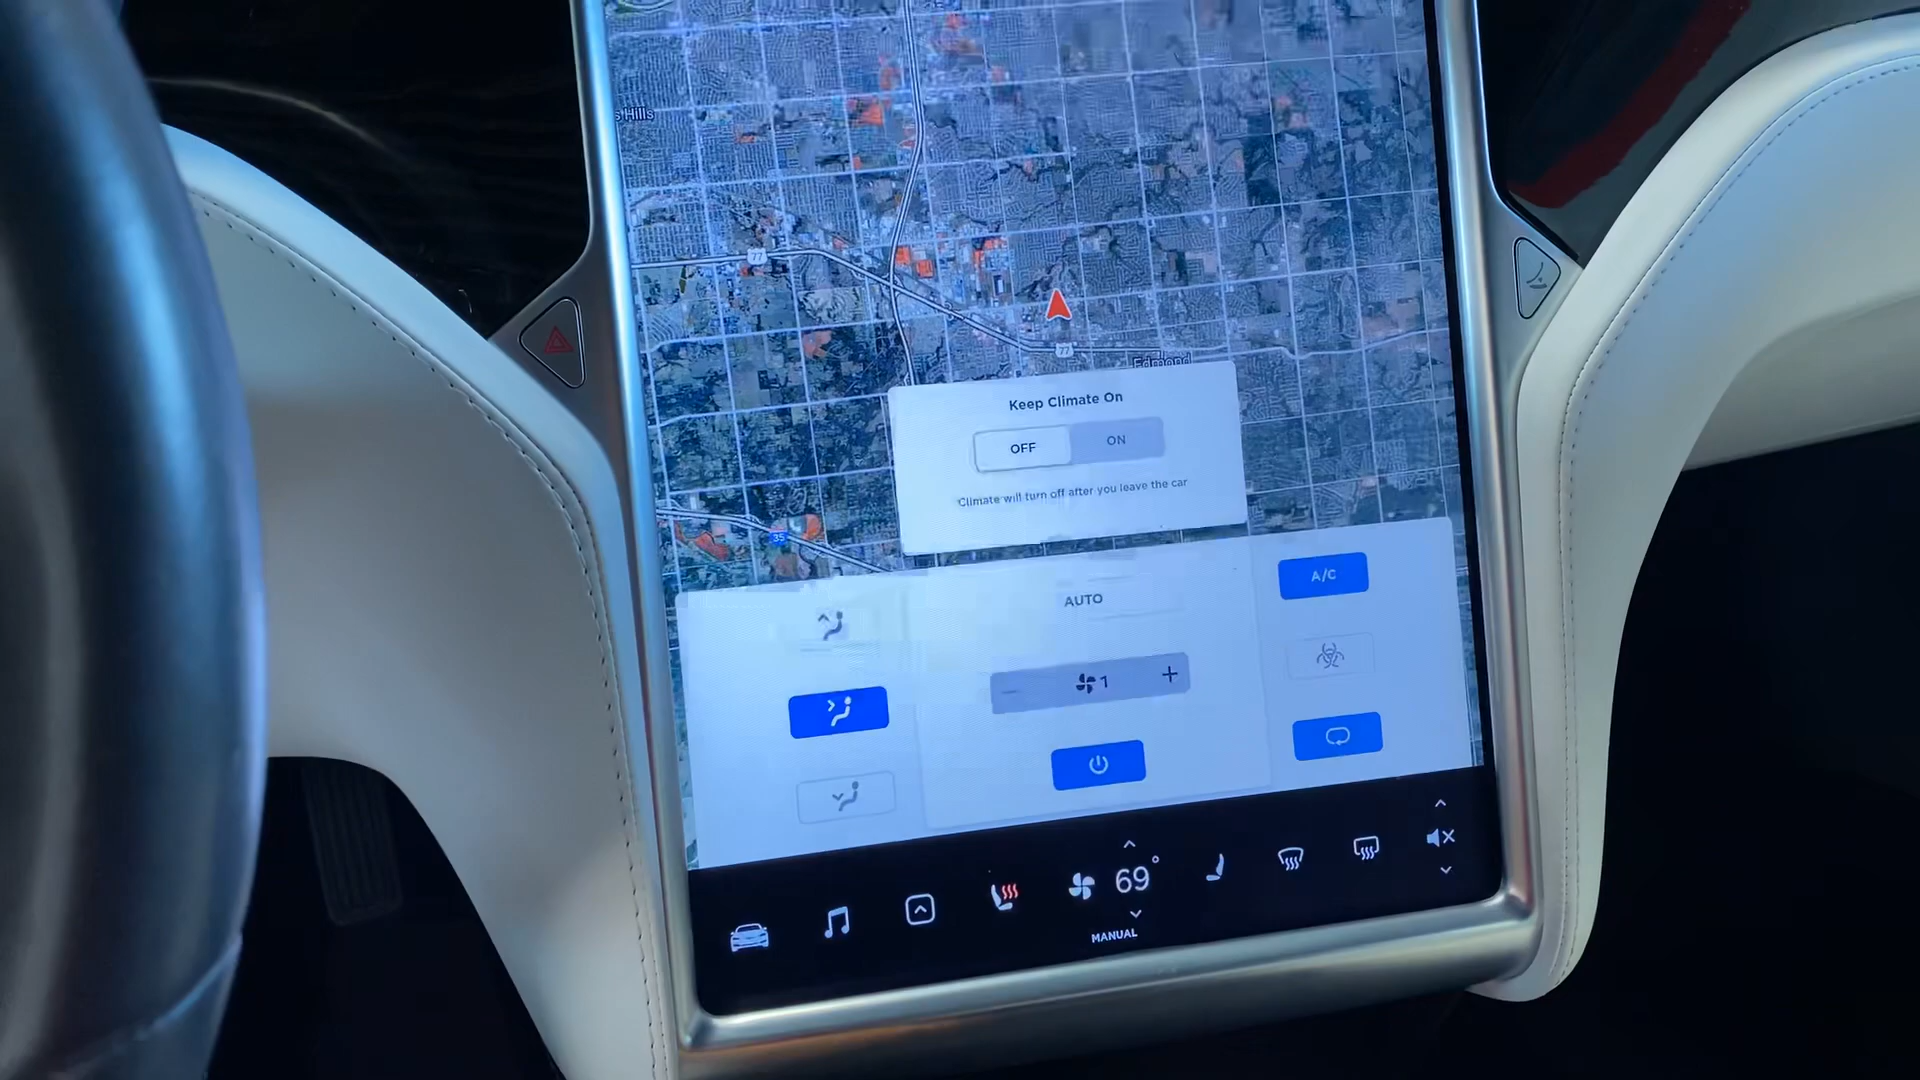 s Hills
77
77
Edmond
Keep Climate On
OFF
ON
Climate will turn off after you leave the car
35
A/C
AUTO
1
69°
MANUAL